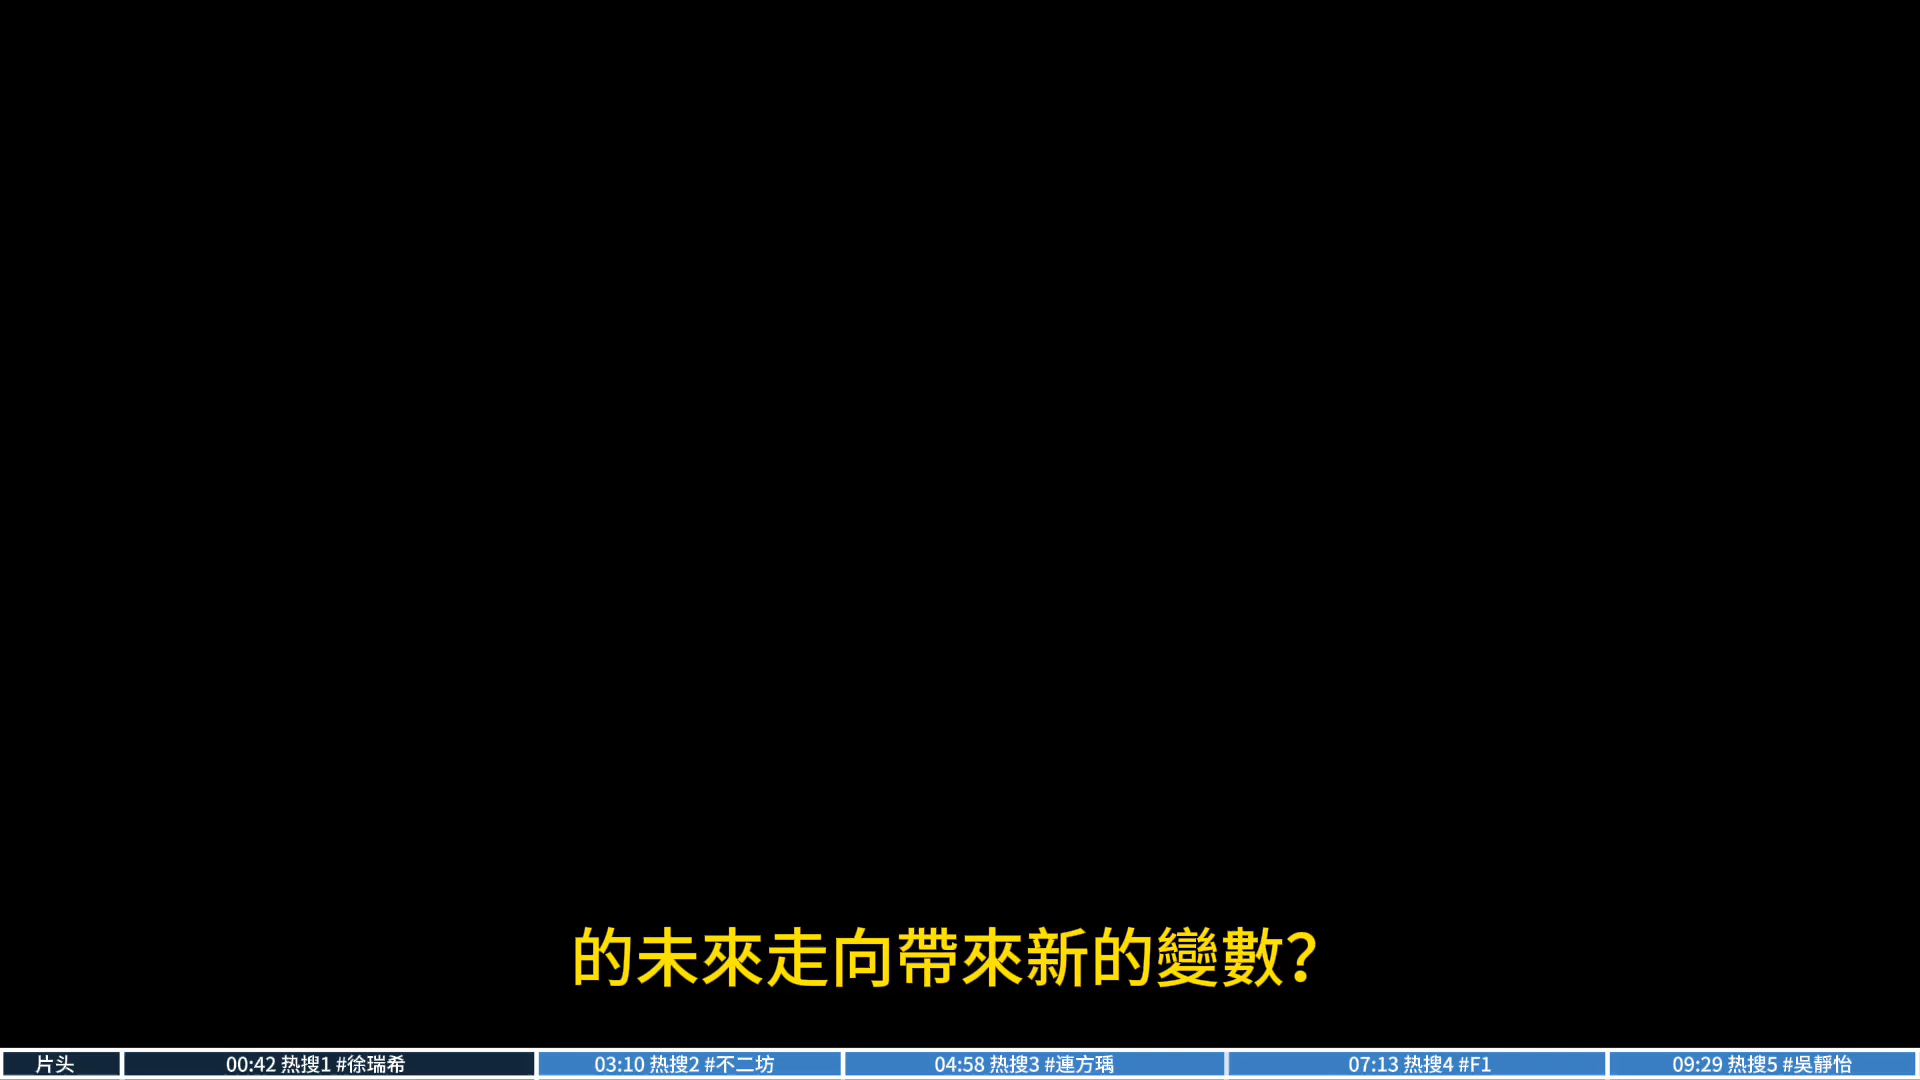 的未來走向帶來新的變數？
片头 00:42 热搜1 #徐瑞希 03:10 热搜2 #不二坊 04:58 热搜3 #連方瑀 07:13 热搜4 #F1 09:29 热搜5 #吳靜怡